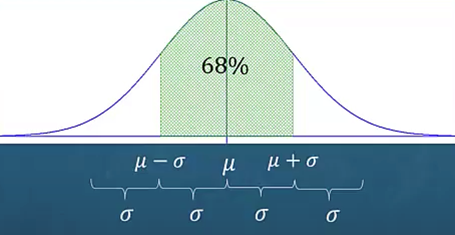 68%
μ − σ μ μ + σ
σ σ σ σ